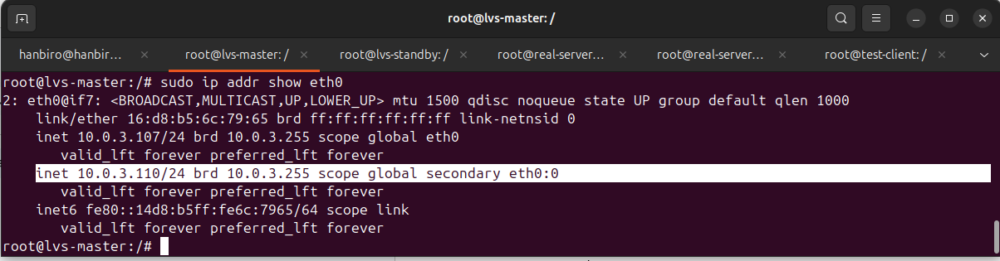 root@lvs-master: /
hanbiro@hanbir...
root@lvs-master: /
root@lvs-standby: /
root@real-server...
root@real-server...
root@test-client: /
root@lvs-master:/# sudo ip addr show eth0
2: eth0@if7: <BROADCAST,MULTICAST,UP,LOWER_UP> mtu 1500 qdisc noqueue state UP group default qlen 1000
    link/ether 16:d8:b5:6c:79:65 brd ff:ff:ff:ff:ff:ff link-netnsid 0
    inet 10.0.3.107/24 brd 10.0.3.255 scope global eth0
       valid_lft forever preferred_lft forever
    inet 10.0.3.110/24 brd 10.0.3.255 scope global secondary eth0:0
       valid_lft forever preferred_lft forever
    inet6 fe80::14d8:b5ff:fe6c:7965/64 scope link
       valid_lft forever preferred_lft forever
root@lvs-master:/#